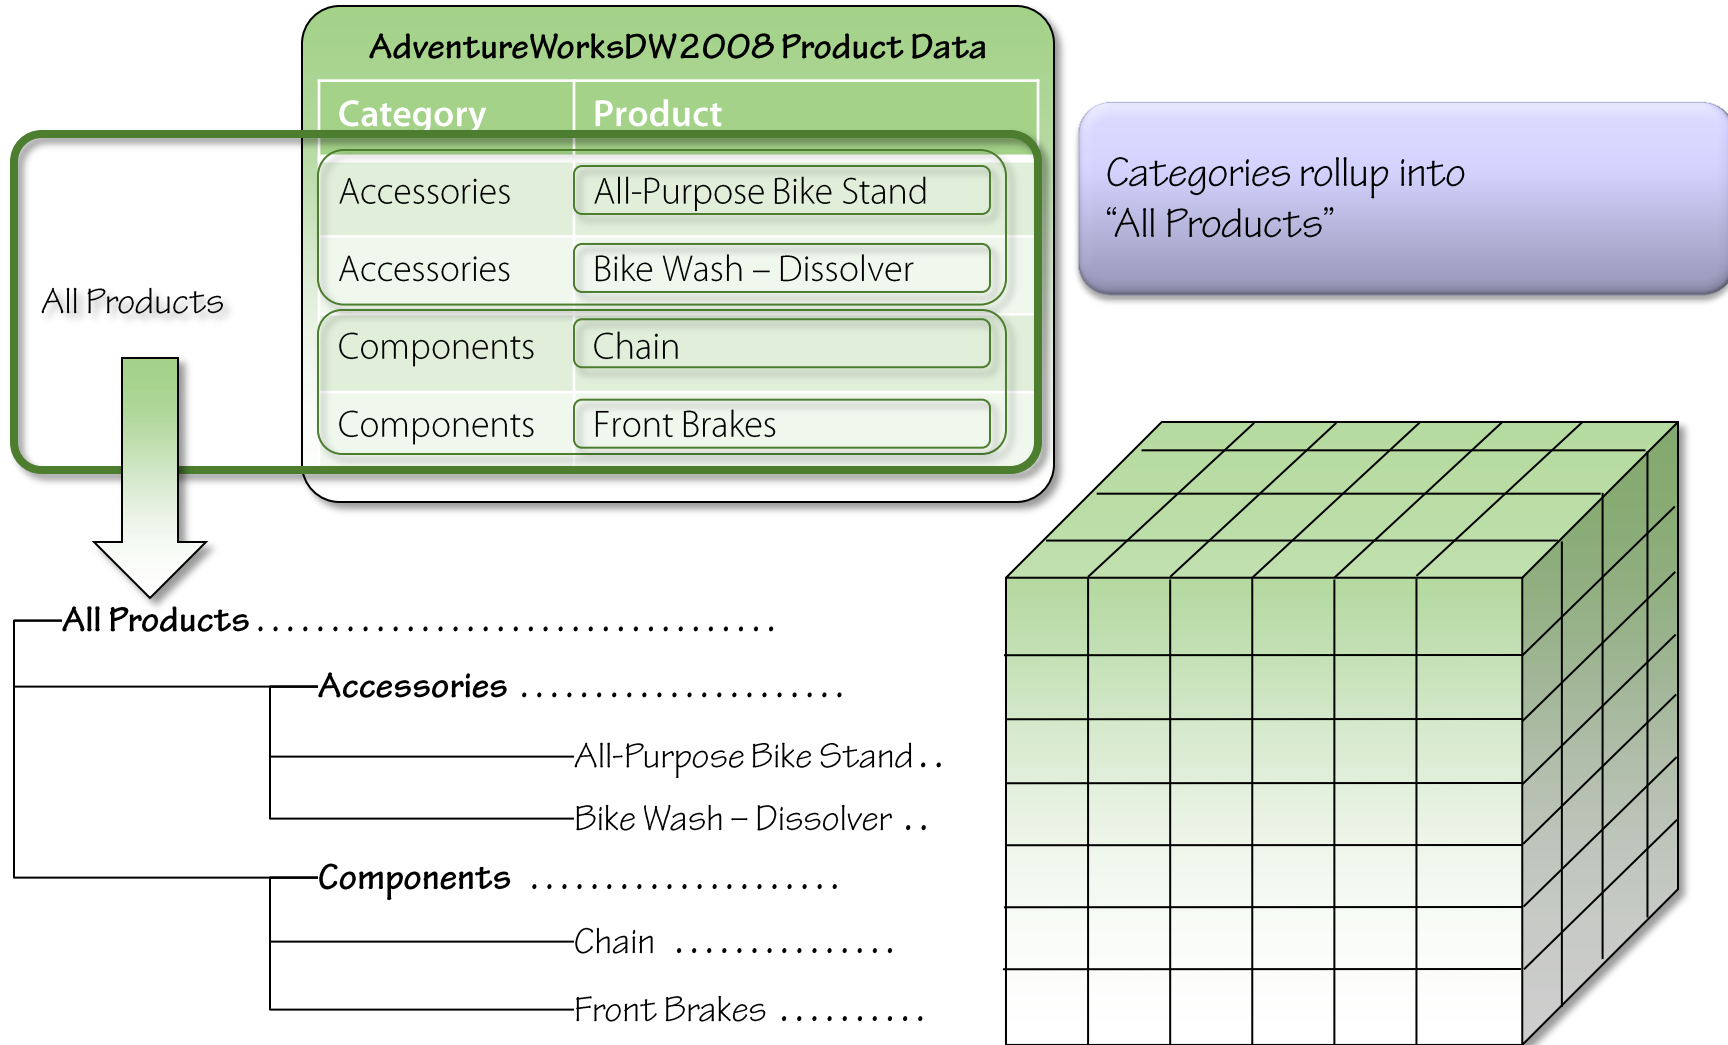 AdventureWorksDW2008 Product Data
Category Product
Accessories All-Purpose Bike Stand
Accessories Bike Wash – Dissolver
Components Chain
Components Front Brakes
All Products
Categories rollup into
“All Products”
All Products . . . . . . . . . . . . . . . . . . . . . . . . . . . . . . . . . . .
Accessories . . . . . . . . . . . . . . . . . . . . . .
All-Purpose Bike Stand . .
Bike Wash – Dissolver . .
Components . . . . . . . . . . . . . . . . . . . . .
Chain . . . . . . . . . . . . . . .
Front Brakes . . . . . . . . . .